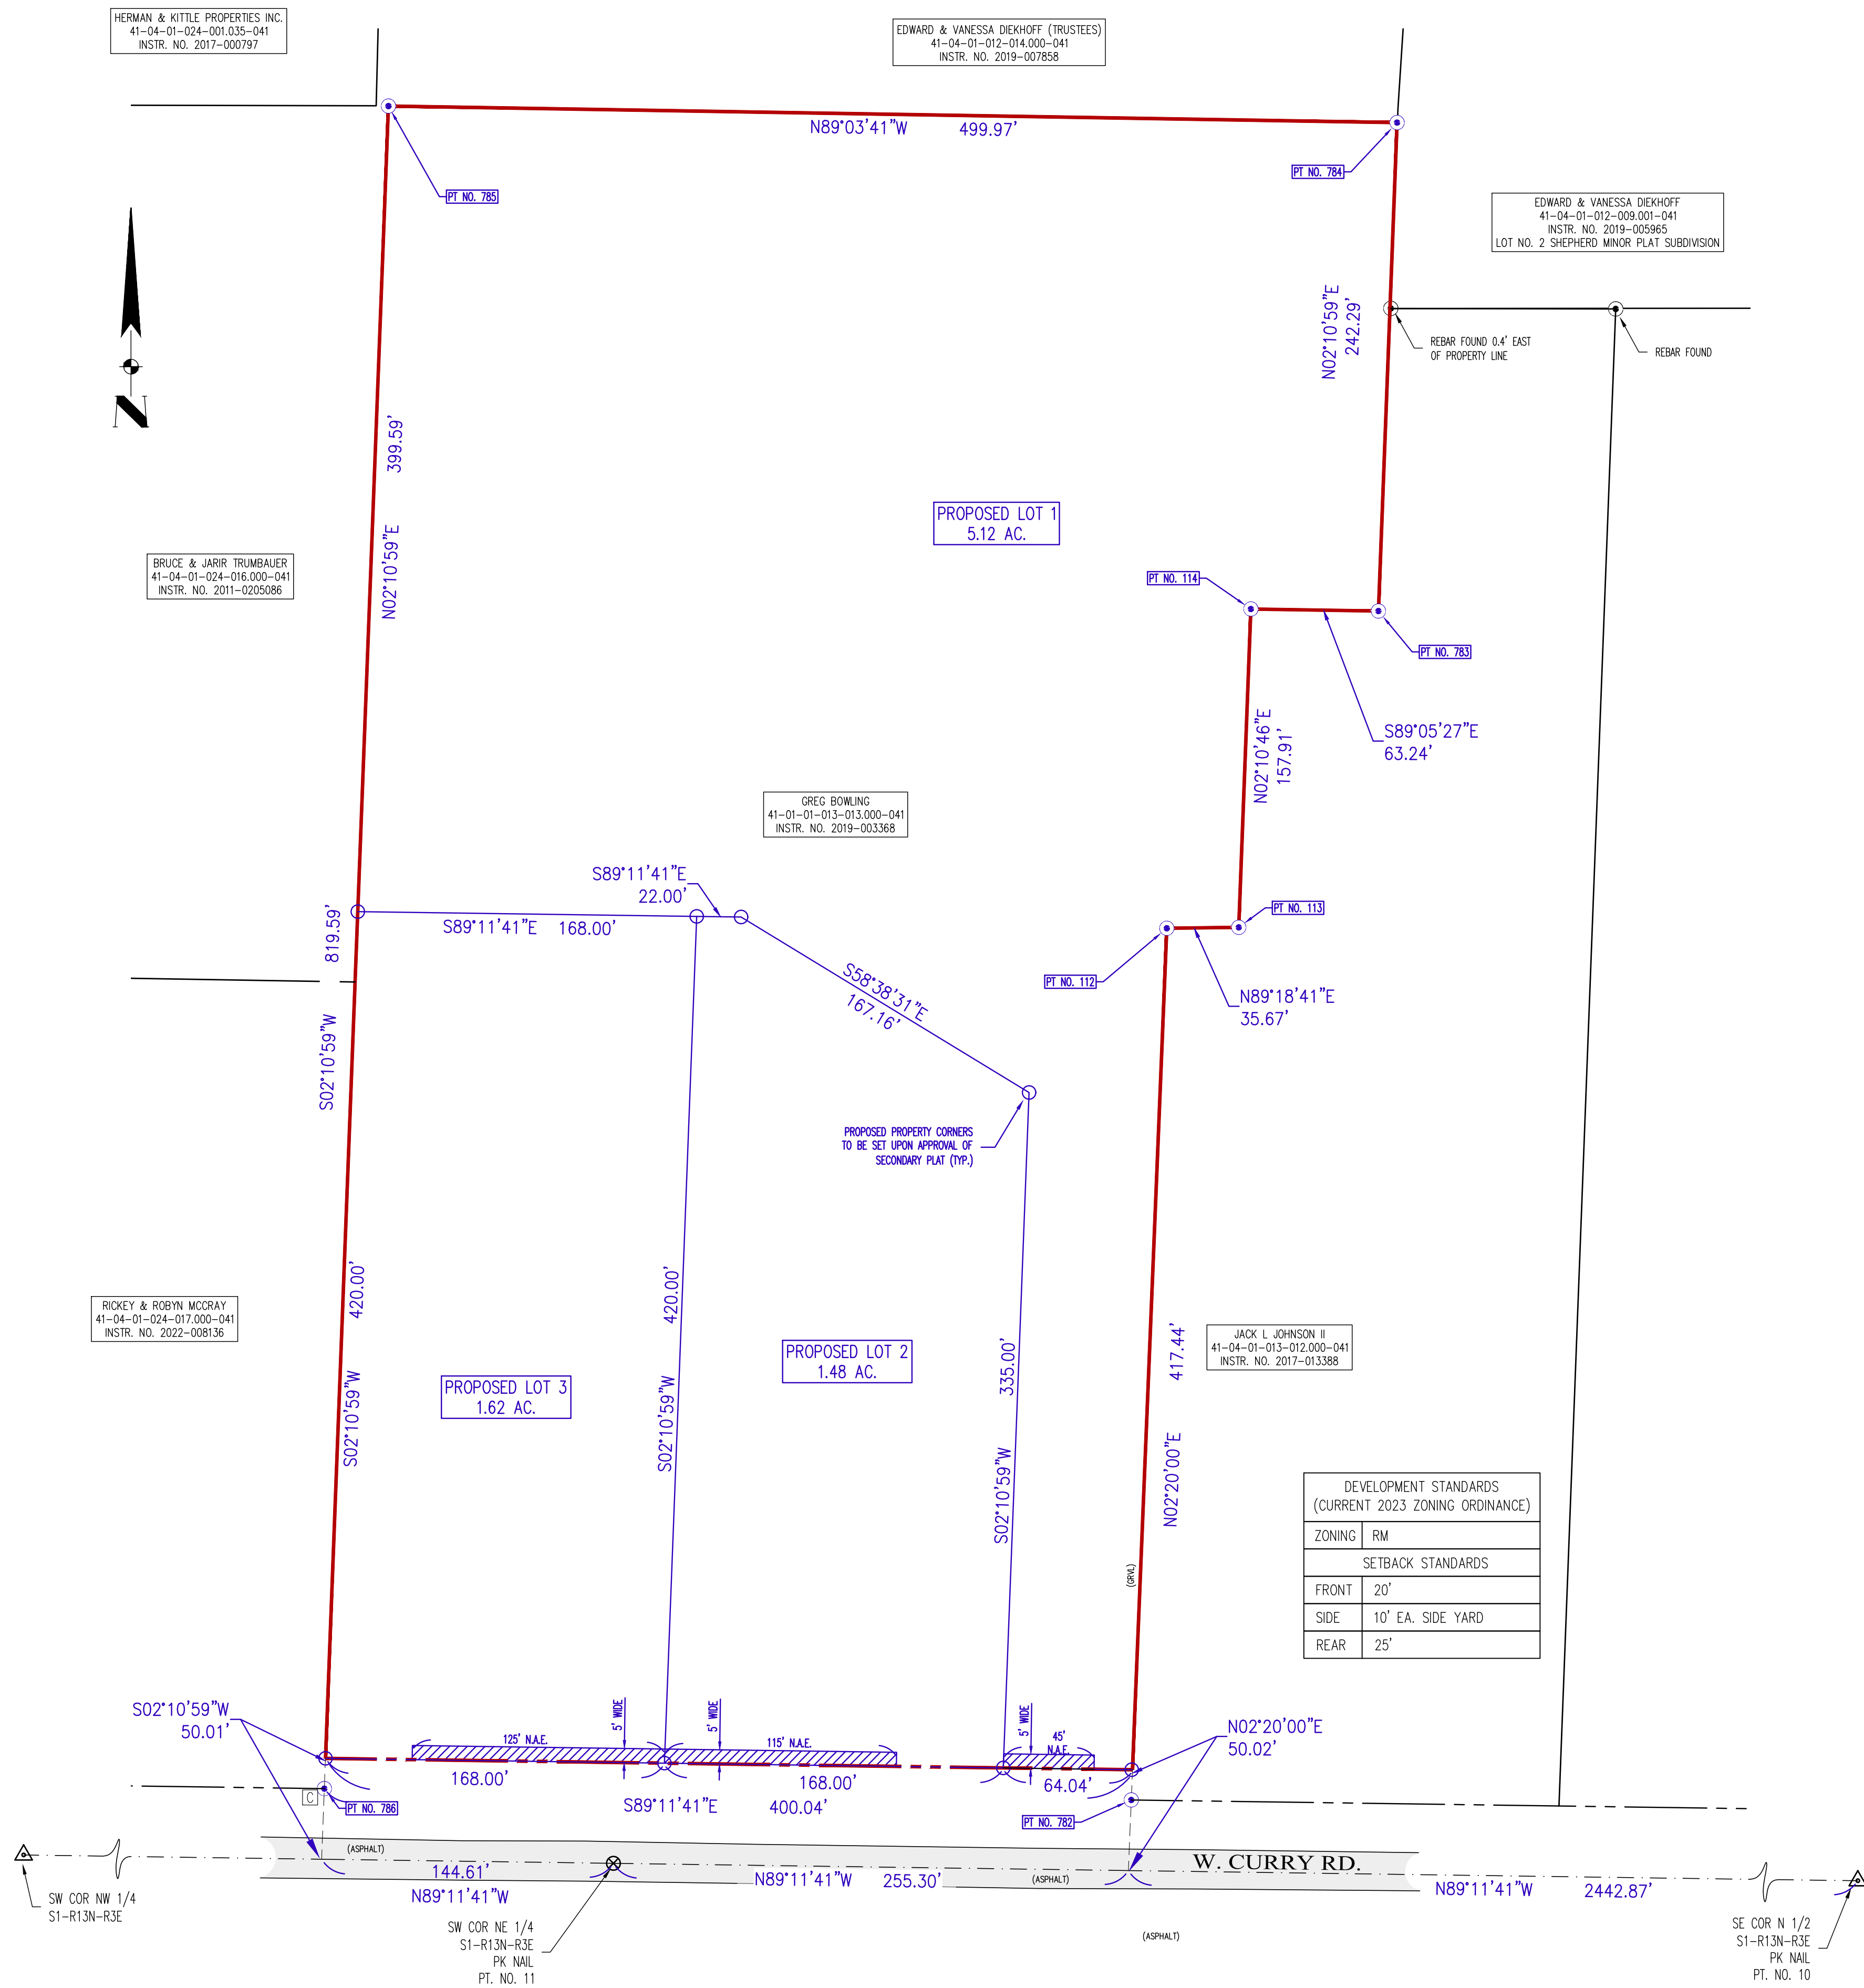 HERMAN & KITTLE PROPERTIES INC.
41-04-01-024-001.035-041
INSTR. NO. 2017-000797
EDWARD & VANESSA DIEKHOFF (TRUSTEES)
41-04-01-012-014.000-041
INSTR. NO. 2019-007858
N89°03'41"W 499.97'
PT NO. 784
PT NO. 785
EDWARD & VANESSA DIEKHOFF
41-04-01-012-009.001-041
INSTR. NO. 2019-005965
LOT NO. 2 SHEPHERD MINOR PLAT SUBDIVISION
N
N02°10'59"E
242.29'
REBAR FOUND 0.4' EAST
OF PROPERTY LINE
REBAR FOUND
N02°10'59"E 399.59'
PROPOSED LOT 1
5.12 AC.
BRUCE & JARIR TRUMBAUER
41-04-01-024-016.000-041
INSTR. NO. 2011-0205086
PT NO. 114
PT NO. 783
S89°05'27"E
63.24'
N02°10'46"E
157.91'
GREG BOWLING
41-01-01-013-013.000-041
INSTR. NO. 2019-003368
S89°11'41"E
22.00'
S89°11'41"E 168.00'
PT NO. 113
S02°10'59"W 819.59'
S58°38'31"E
167.16'
PT NO. 112
N89°18'41"E
35.67'
PROPOSED PROPERTY CORNERS
TO BE SET UPON APPROVAL OF
SECONDARY PLAT (TYP.)
RICKEY & ROBYN MCCRAY
41-04-01-024-017.000-041
INSTR. NO. 2022-008136
S02°10'59"W 420.00'
S02°10'59"W 420.00'
S02°10'59"W 335.00'
N02°20'00"E 417.44'
JACK L JOHNSON II
41-04-01-013-012.000-041
INSTR. NO. 2017-013388
PROPOSED LOT 2
1.48 AC.
PROPOSED LOT 3
1.62 AC.
DEVELOPMENT STANDARDS
(CURRENT 2023 ZONING ORDINANCE)
ZONING RM
SETBACK STANDARDS
FRONT 20'
SIDE 10' EA. SIDE YARD
REAR 25'
(GRVL)
S02°10'59"W
50.01'
125' N.A.E.
5' WIDE
5' WIDE
115' N.A.E.
5' WIDE
45'
N.A.E.
N02°20'00"E
50.02'
168.00'
168.00'
64.04'
S89°11'41"E 400.04'
C
PT NO. 786
PT NO. 782
(ASPHALT)
144.61'
N89°11'41"W
N89°11'41"W 255.30'
(ASPHALT)
W. CURRY RD.
N89°11'41"W 2442.87'
SW COR NW 1/4
S1-R13N-R3E
SW COR NE 1/4
S1-R13N-R3E
PK NAIL
PT. NO. 11
(ASPHALT)
SE COR N 1/2
S1-R13N-R3E
PK NAIL
PT. NO. 10